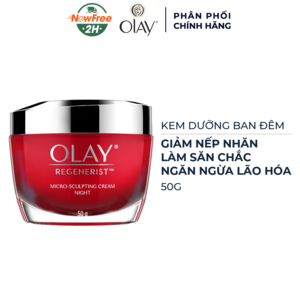 NowFree
2H
OLAY
PHÂN PHỐI
CHÍNH HÃNG
KEM DƯỠNG BAN ĐÊM
GIẢM NẾP NHĂN
LÀM SĂN CHẮC
NGĂN NGỪA LÃO HÓA
50G
OLAY
REGENERIST™
MICRO-SCULPTING CREAM
NIGHT
50 g